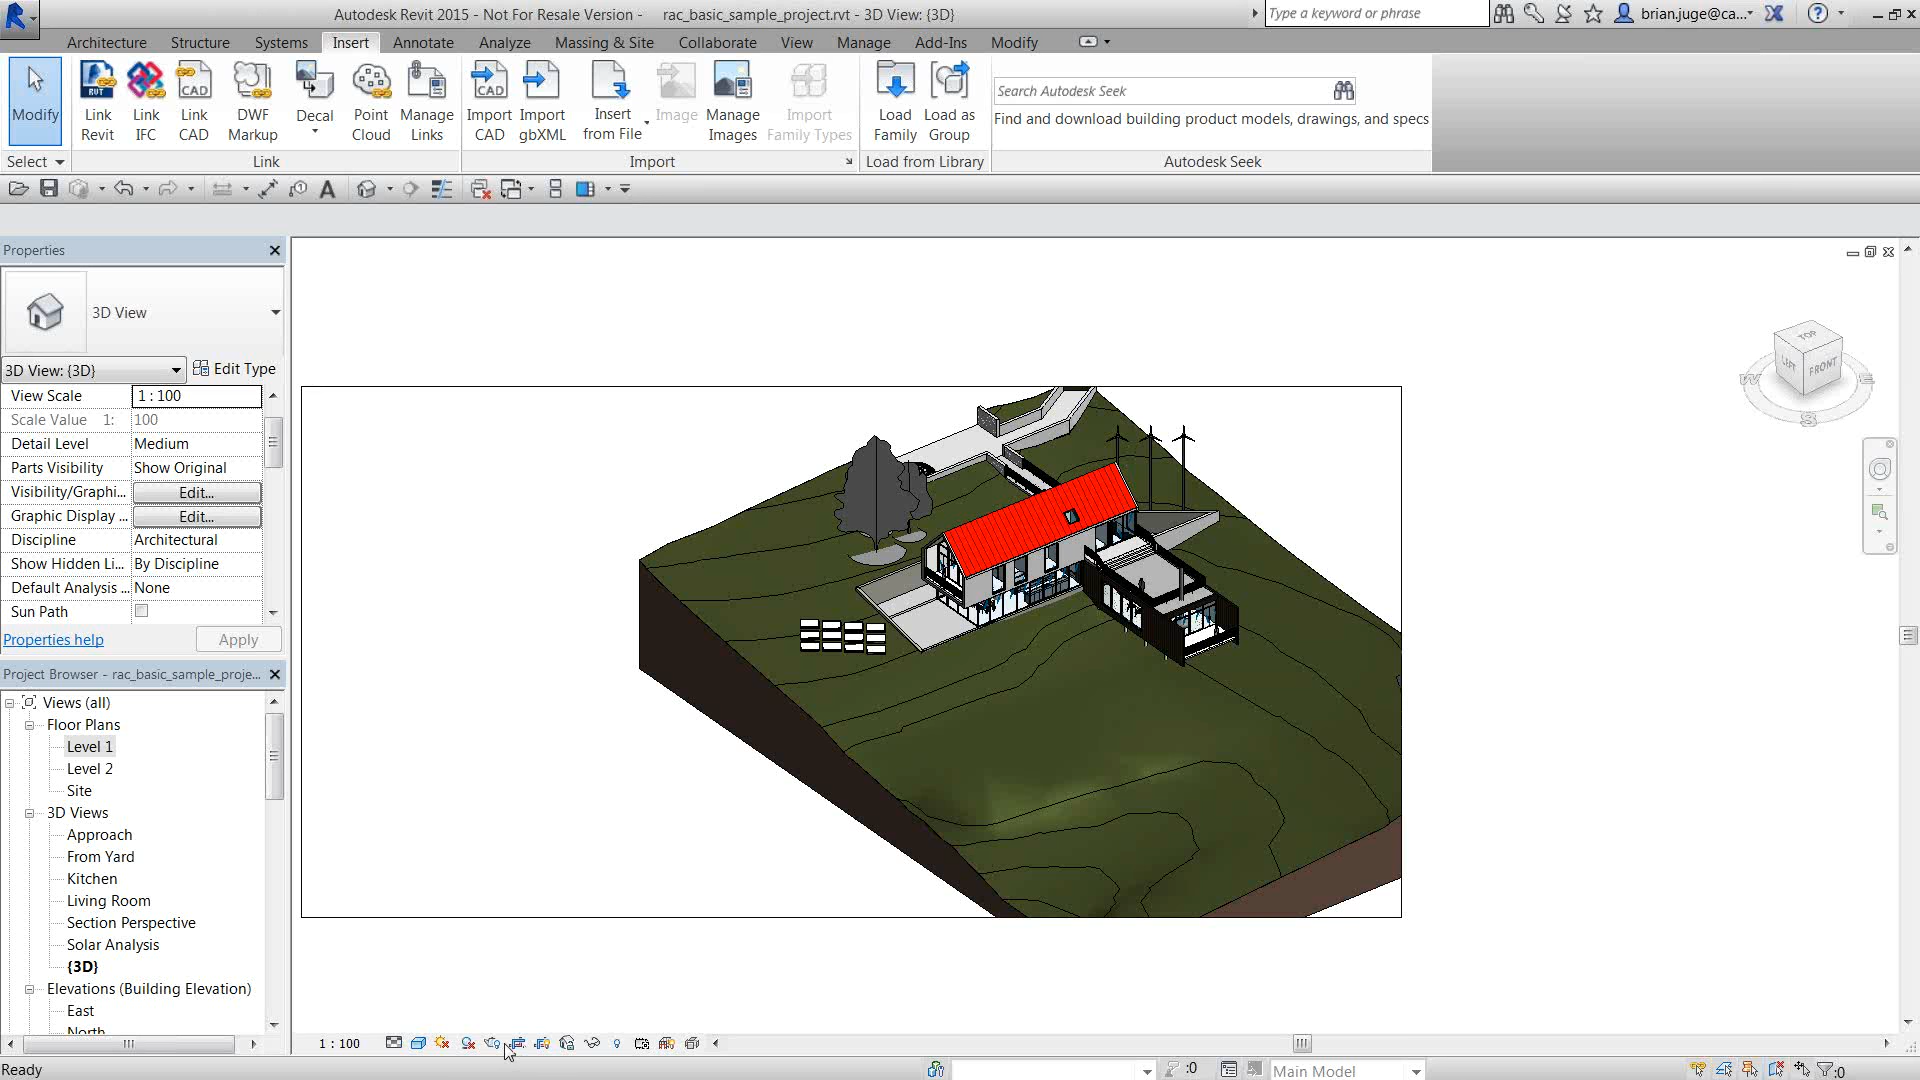 Autodesk Revit 2015 - Not For Resale Version - rac_basic_sample_project.rvt - 3D View: {3D}
Type a keyword or phrase
brian.juge@ca...
Architecture Structure Systems Insert Annotate Analyze Massing & Site Collaborate View Manage Add-Ins Modify
Modify
Link Revit
Link IFC
Link CAD
DWF Markup
Decal
Point Cloud
Manage Links
Import CAD
Import gbXML
Insert from File
Image
Manage Images
Import Family Types
Load Family
Load as Group
Search Autodesk Seek
Find and download building product models, drawings, and specs
Select
Link
Import
Load from Library
Autodesk Seek
Properties
3D View
3D View: {3D}
Edit Type
View Scale 1 : 100
Scale Value 1: 100
Detail Level Medium
Parts Visibility Show Original
Visibility/Graphi... Edit...
Graphic Display ... Edit...
Discipline Architectural
Show Hidden Li... By Discipline
Default Analysis ... None
Sun Path
Properties help
Apply
Project Browser - rac_basic_sample_proje...
Views (all)
Floor Plans
Level 1
Level 2
Site
3D Views
Approach
From Yard
Kitchen
Living Room
Section Perspective
Solar Analysis
{3D}
Elevations (Building Elevation)
East
North
TOP
LEFT
FRONT
W
E
S
1 : 100
Ready
:0
Main Model
:0